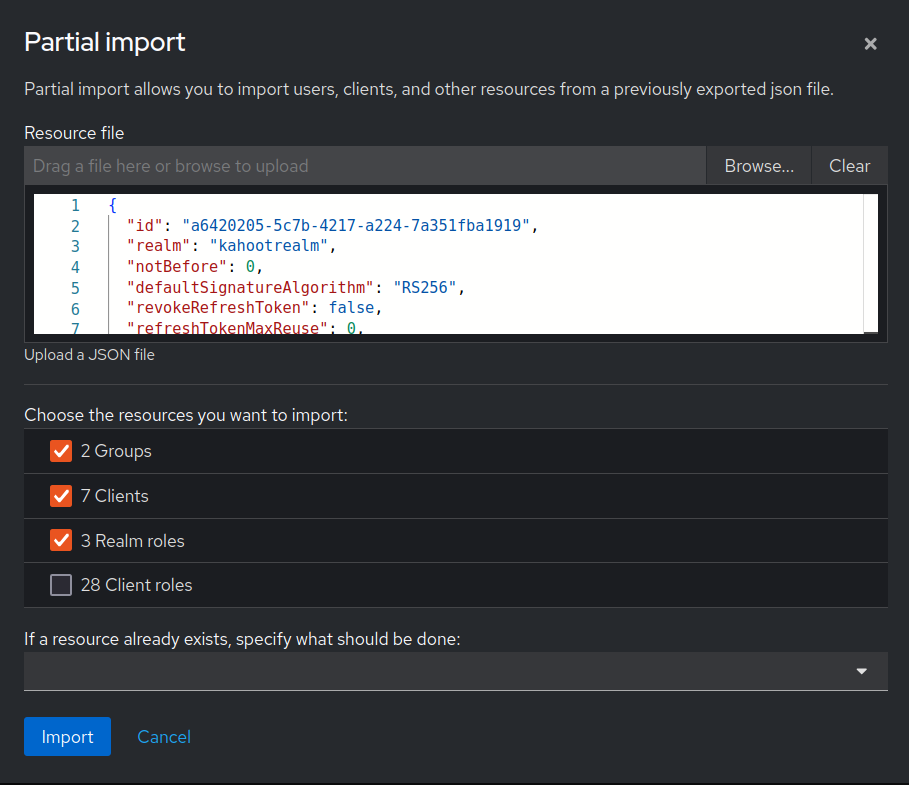 Partial import
Partial import allows you to import users, clients, and other resources from a previously exported json file.
Resource file
Drag a file here or browse to upload Browse... Clear
1 {
2 "id": "a6420205-5c7b-4217-a224-7a351fba1919",
3 "realm": "kahootrealm",
4 "notBefore": 0,
5 "defaultSignatureAlgorithm": "RS256",
6 "revokeRefreshToken": false,
7 "refreshTokenMaxReuse": 0,
Upload a JSON file
Choose the resources you want to import:
2 Groups
7 Clients
3 Realm roles
28 Client roles
If a resource already exists, specify what should be done:
Import Cancel